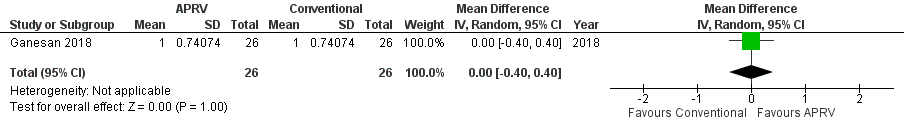 APRV Conventional Mean Difference Mean Difference
Study or Subgroup Mean SD Total Mean SD Total Weight IV, Random, 95% CI Year IV, Random, 95% CI
Ganesan 2018 1 0.74074 26 1 0.74074 26 100.0% 0.00 [-0.40, 0.40] 2018
Total (95% CI) 26 26 100.0% 0.00 [-0.40, 0.40]
Heterogeneity: Not applicable
Test for overall effect: Z = 0.00 (P = 1.00)
-2 -1 0 1 2
Favours Conventional Favours APRV